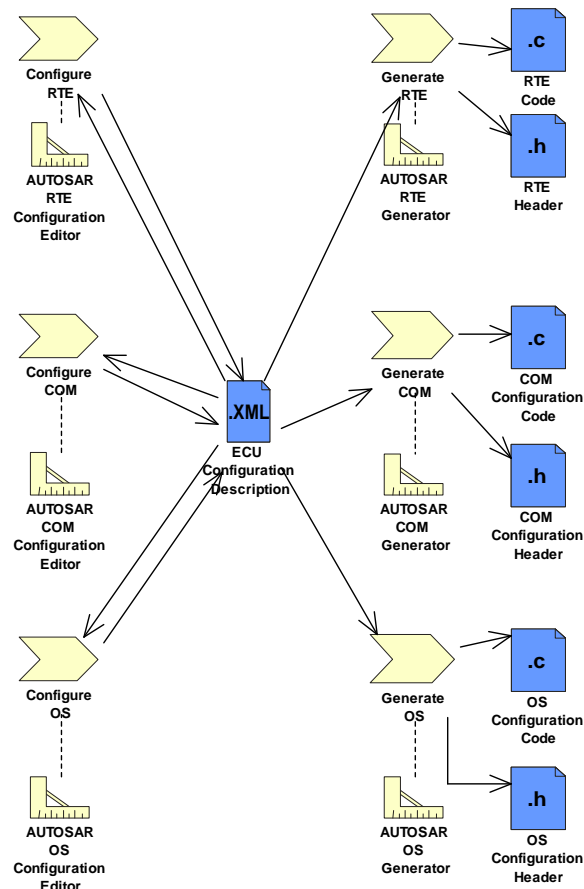 Configure
RTE
AUTOSAR
RTE
Configuration
Editor
Generate
RTE
AUTOSAR
RTE
Generator
.c
RTE
Code
.h
RTE
Header
Configure
COM
AUTOSAR
COM
Configuration
Editor
.XML
ECU
Configuration
Description
Generate
COM
AUTOSAR
COM
Generator
.c
COM
Configuration
Code
.h
COM
Configuration
Header
Configure
OS
AUTOSAR
OS
Configuration
Editor
Generate
OS
AUTOSAR
OS
Generator
.c
OS
Configuration
Code
.h
OS
Configuration
Header